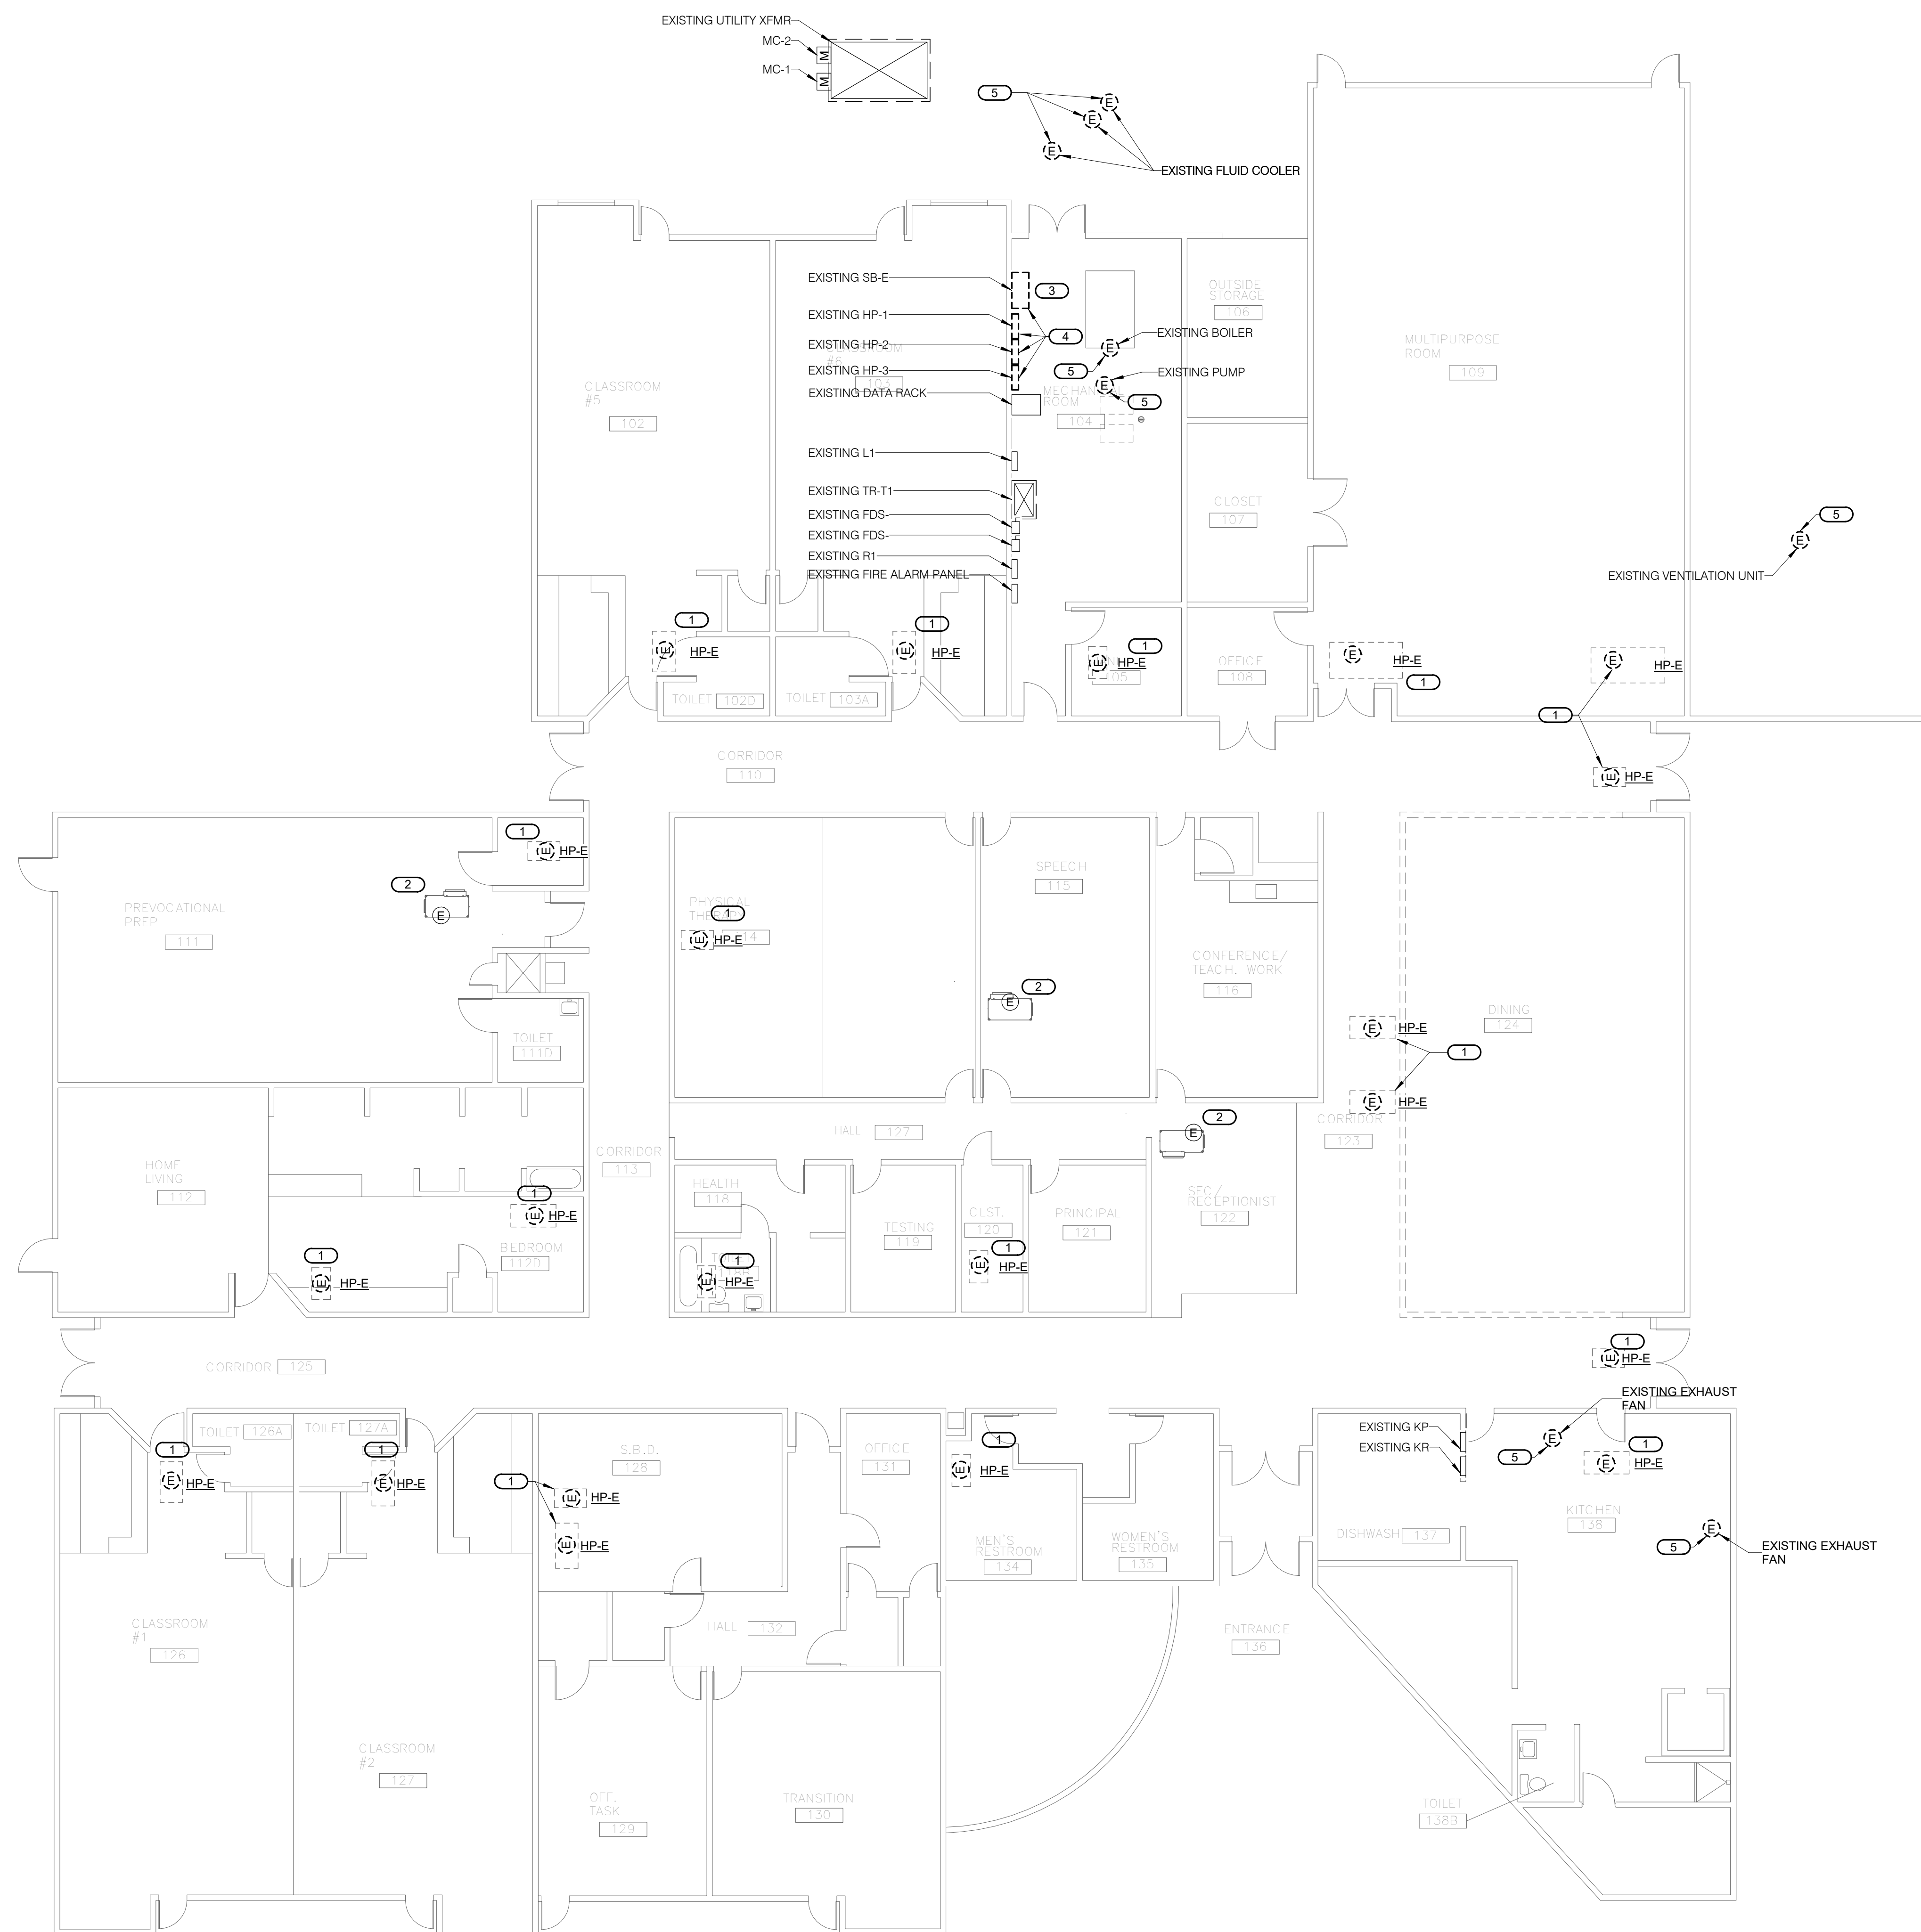 EXISTING UTILITY XFMR
MC-2
MC-1
M
M
5
E
E
E
EXISTING FLUID COOLER
EXISTING SB-E
3
EXISTING HP-1
4
EXISTING HP-2
EXISTING HP-3
EXISTING DATA RACK
#6
103
CLASSROOM
#5
102
EXISTING BOILER
E
5
EXISTING PUMP
E
5
ROOM
104
OUTSIDE
STORAGE
106
MULTIPURPOSE
ROOM
109
EXISTING L1
EXISTING TR-T1
EXISTING FDS-
EXISTING FDS-
EXISTING R1
EXISTING FIRE ALARM PANEL
CLOSET
107
5
E
EXISTING VENTILATION UNIT
1
E
HP-E
1
E
HP-E
1
E
HP-E
105
OFFICE
108
E
HP-E
1
E
HP-E
1
E
HP-E
TOILET 102D
TOILET 103A
CORRIDOR
110
1
E
HP-E
2
E
PREVOCATIONAL
PREP
111
PHYSICAL
1
E
HP-E
SPEECH
115
2
E
CONFERENCE/
TEACH. WORK
116
DINING
124
E
HP-E
1
E
HP-E
CORRIDOR
123
TOILET
111D
HALL 127
2
E
CORRIDOR
113
HOME
LIVING
112
1
E
HP-E
BEDROOM
112D
1
E
HP-E
HEALTH
118
1
E
HP-E
TESTING
119
CLST.
120
1
E
HP-E
PRINCIPAL
121
SEC/
RECEPTIONIST
122
CORRIDOR 125
1
E
HP-E
TOILET 126A
TOILET 127A
1
E
HP-E
1
E
HP-E
S.B.D.
128
1
E
HP-E
E
HP-E
OFFICE
131
1
E
HP-E
MEN'S
RESTROOM
134
WOMEN'S
RESTROOM
135
EXISTING EXHAUST
FAN
EXISTING KP
EXISTING KR
E
5
1
E
HP-E
KITCHEN
138
DISHWASH 137
E
5
EXISTING EXHAUST
FAN
CLASSROOM
#1
126
HALL 132
ENTRANCE
136
CLASSROOM
#2
127
OFF.
TASK
129
TRANSITION
130
TOILET
138B